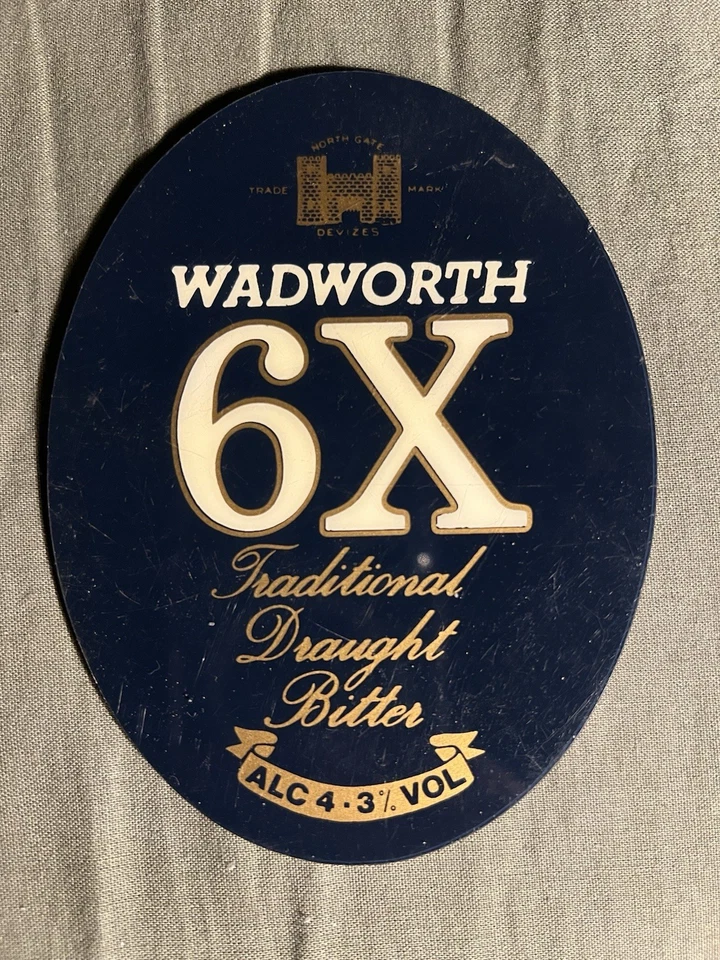 NORTH GATE
TRADE MARK
DEVIZES
WADWORTH
6X
Traditional
Draught
Bitter
ALC 4·3% VOL